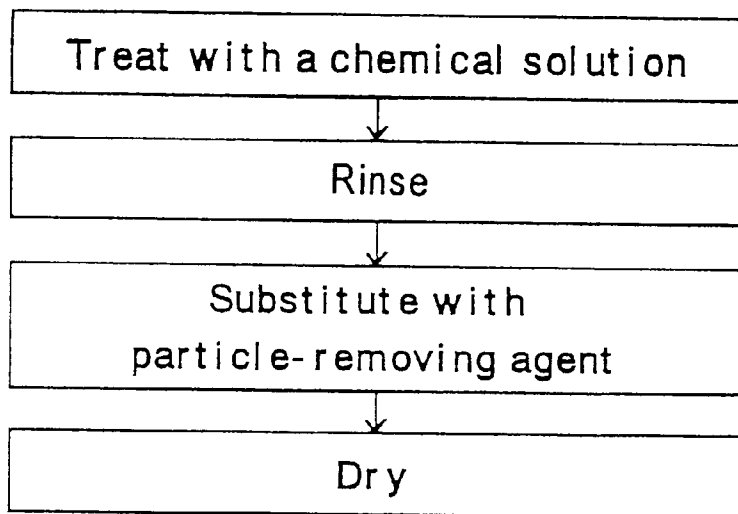 Treat with a chemical solution
Rinse
Substitute with
particle-removing agent
Dry